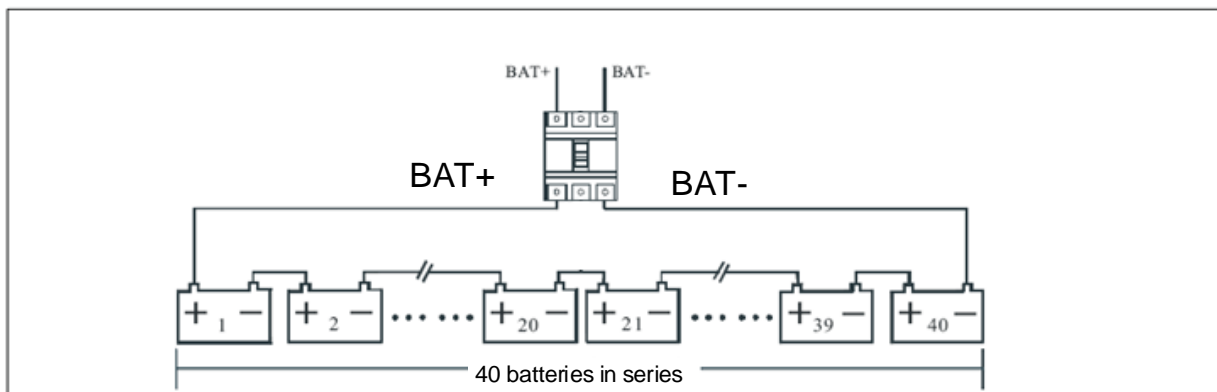 BAT+ BAT-
BAT+ BAT-
+ 1 - + 2 - •••••• + 20 - + 21 - •••••• + 39 - + 40 -
40 batteries in series